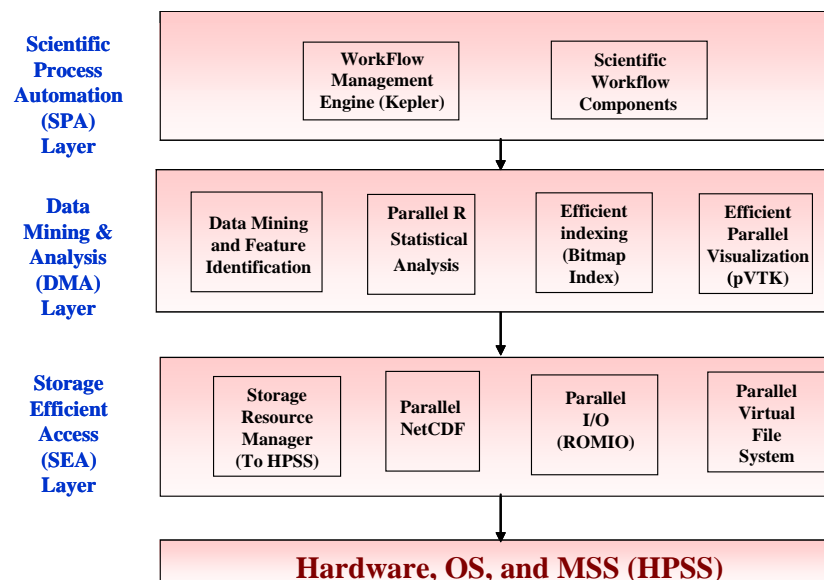 Scientific
Process
Automation
(SPA)
Layer
WorkFlow
Management
Engine (Kepler)
Scientific
Workflow
Components
Data
Mining &
Analysis
(DMA)
Layer
Data Mining
and Feature
Identification
Parallel R
Statistical
Analysis
Efficient
indexing
(Bitmap
Index)
Efficient
Parallel
Visualization
(pVTK)
Storage
Efficient
Access
(SEA)
Layer
Storage
Resource
Manager
(To HPSS)
Parallel
NetCDF
Parallel
I/O
(ROMIO)
Parallel
Virtual
File
System
Hardware, OS, and MSS (HPSS)